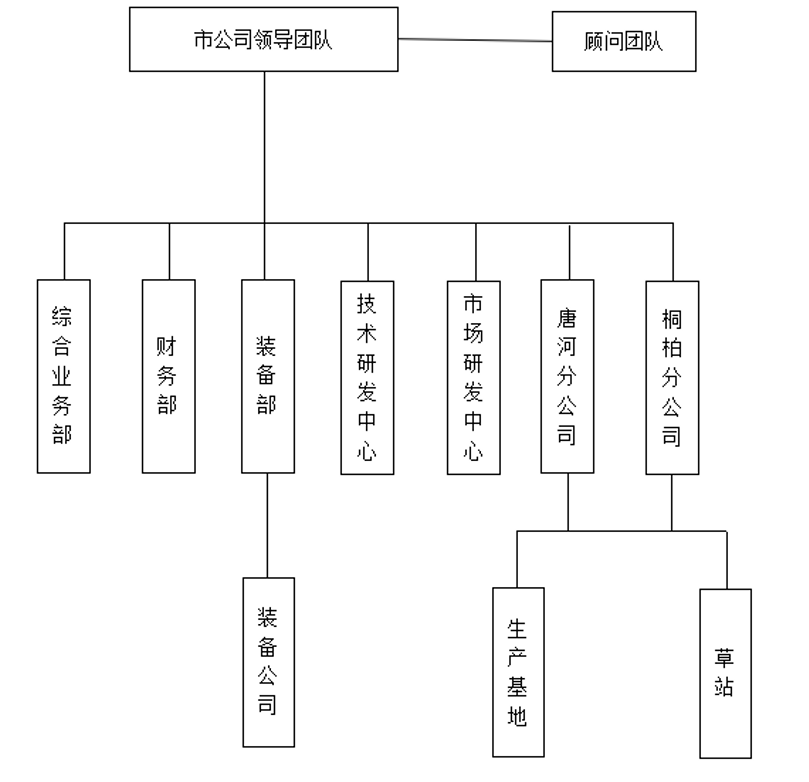 市公司领导团队
顾问团队
综合业务部
财务部
装备部
技术研发中心
市场研发中心
唐河分公司
桐柏分公司
装备公司
生产基地
草站